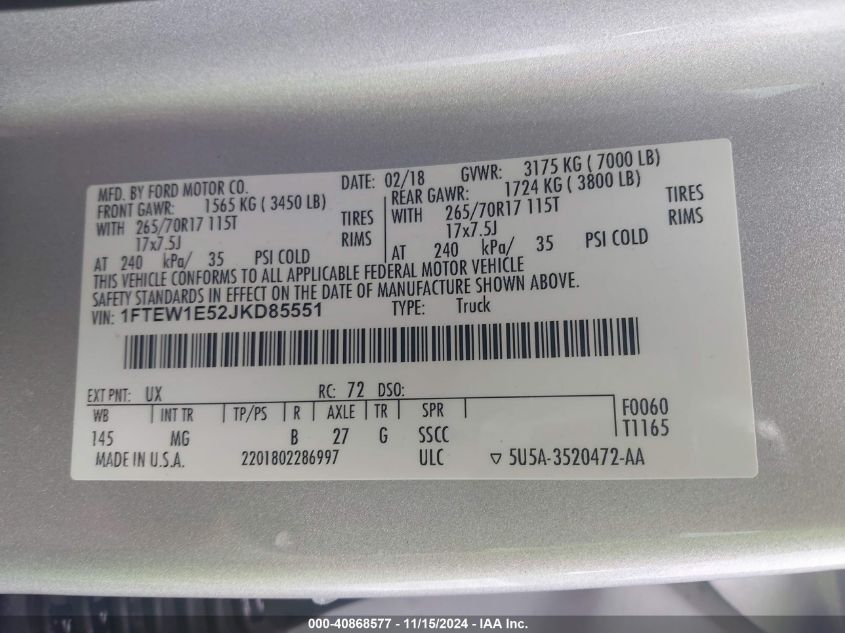 MFD. BY FORD MOTOR CO. DATE: 02/18 GVWR: 3175 KG ( 7000 LB)
FRONT GAWR: 1565 KG ( 3450 LB) REAR GAWR: 1724 KG ( 3800 LB)
WITH 265/70R17 115T TIRES WITH 265/70R17 115T TIRES
17x7.5J RIMS 17x7.5J RIMS
AT 240 kPa/ 35 PSI COLD AT 240 kPa/ 35 PSI COLD
THIS VEHICLE CONFORMS TO ALL APPLICABLE FEDERAL MOTOR VEHICLE
SAFETY STANDARDS IN EFFECT ON THE DATE OF MANUFACTURE SHOWN ABOVE.
VIN: 1FTEW1E52JKD85551 TYPE: Truck
EXT PNT: UX RC: 72 DSO:
WB INT TR TP/PS R AXLE TR SPR F0060
145 MG B 27 G SSCC T1165
MADE IN U.S.A. 2201802286997 ULC ▽ 5U5A-3520472-AA
000-40868577 - 11/15/2024 - IAA Inc.